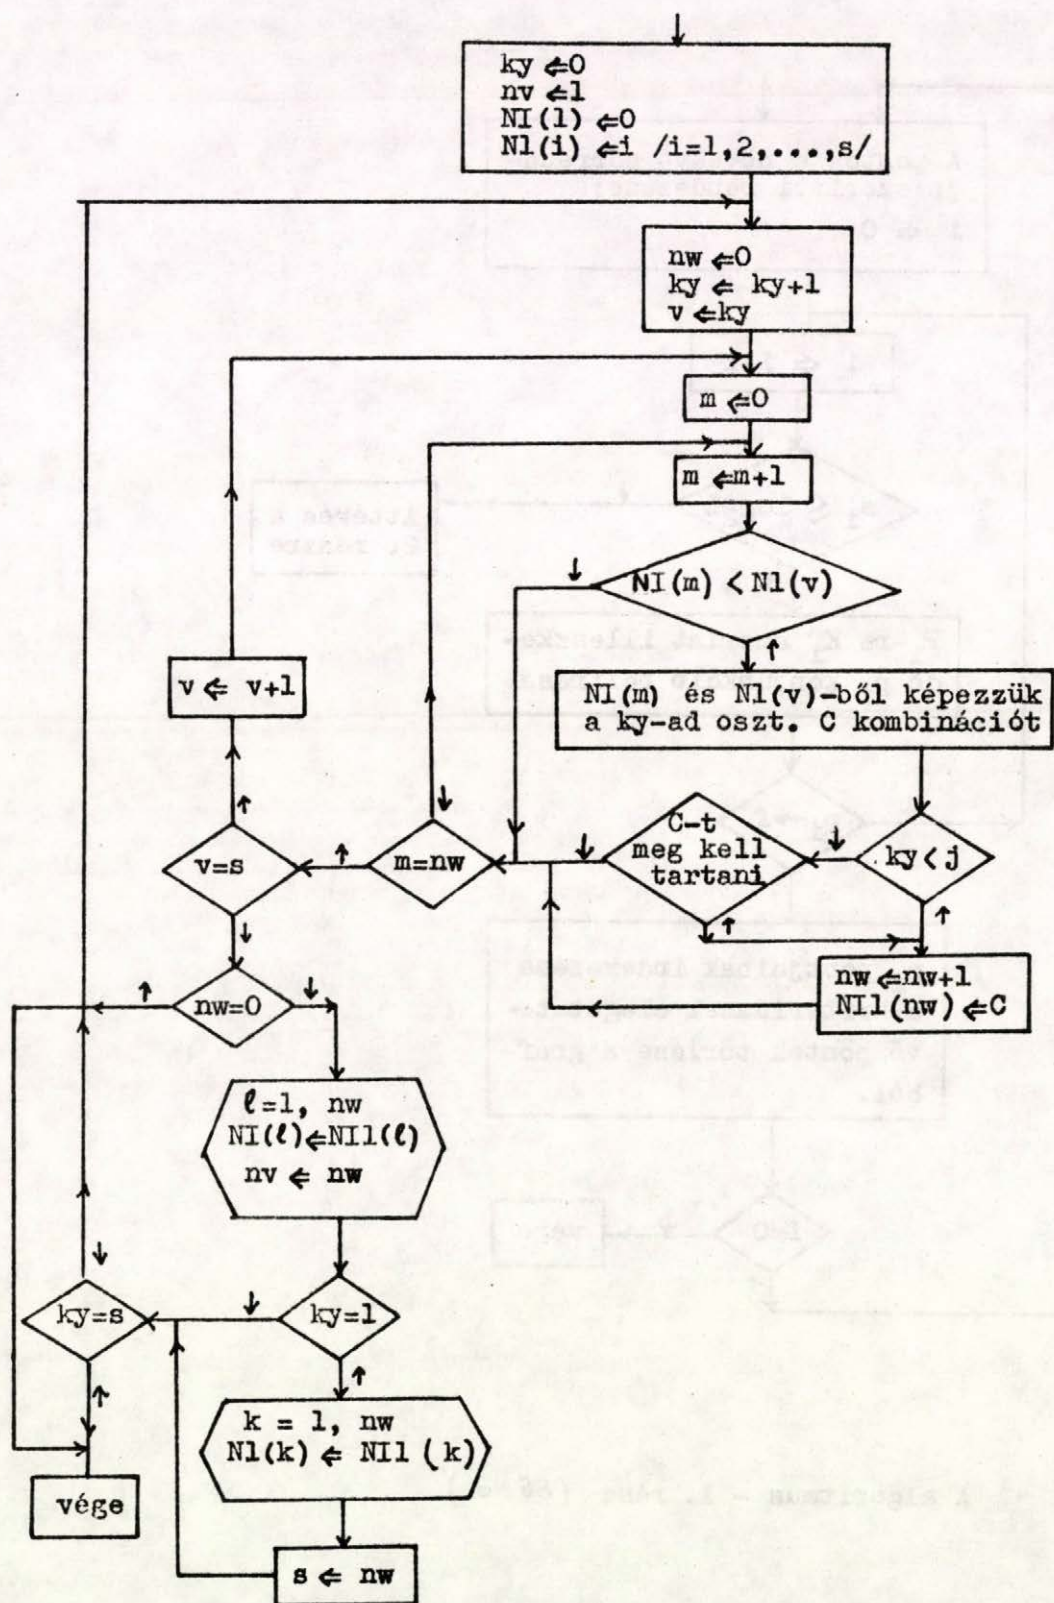 ky ⇐0
nv ⇐1
NI(1) ⇐0
N1(i) ⇐i /i=1,2,...,s/
nw ⇐0
ky ⇐ ky+1
v ⇐ky
m ⇐0
m ⇐m+1
NI(m) < N1(v)
v ⇐ v+1
NI(m) és N1(v)-ből képezzük
a ky-ad oszt. C kombinációt
C-t
meg kell
tartani
ky < j
m=nw
v=s
nw ⇐nw+1
NI1(nw) ⇐C
nw=0
ℓ=1, nw
NI(ℓ)⇐NI1(ℓ)
nv ⇐ nw
ky=s
ky=1
k = 1, nw
N1(k) ⇐ NI1 (k)
vége
s ⇐ nw